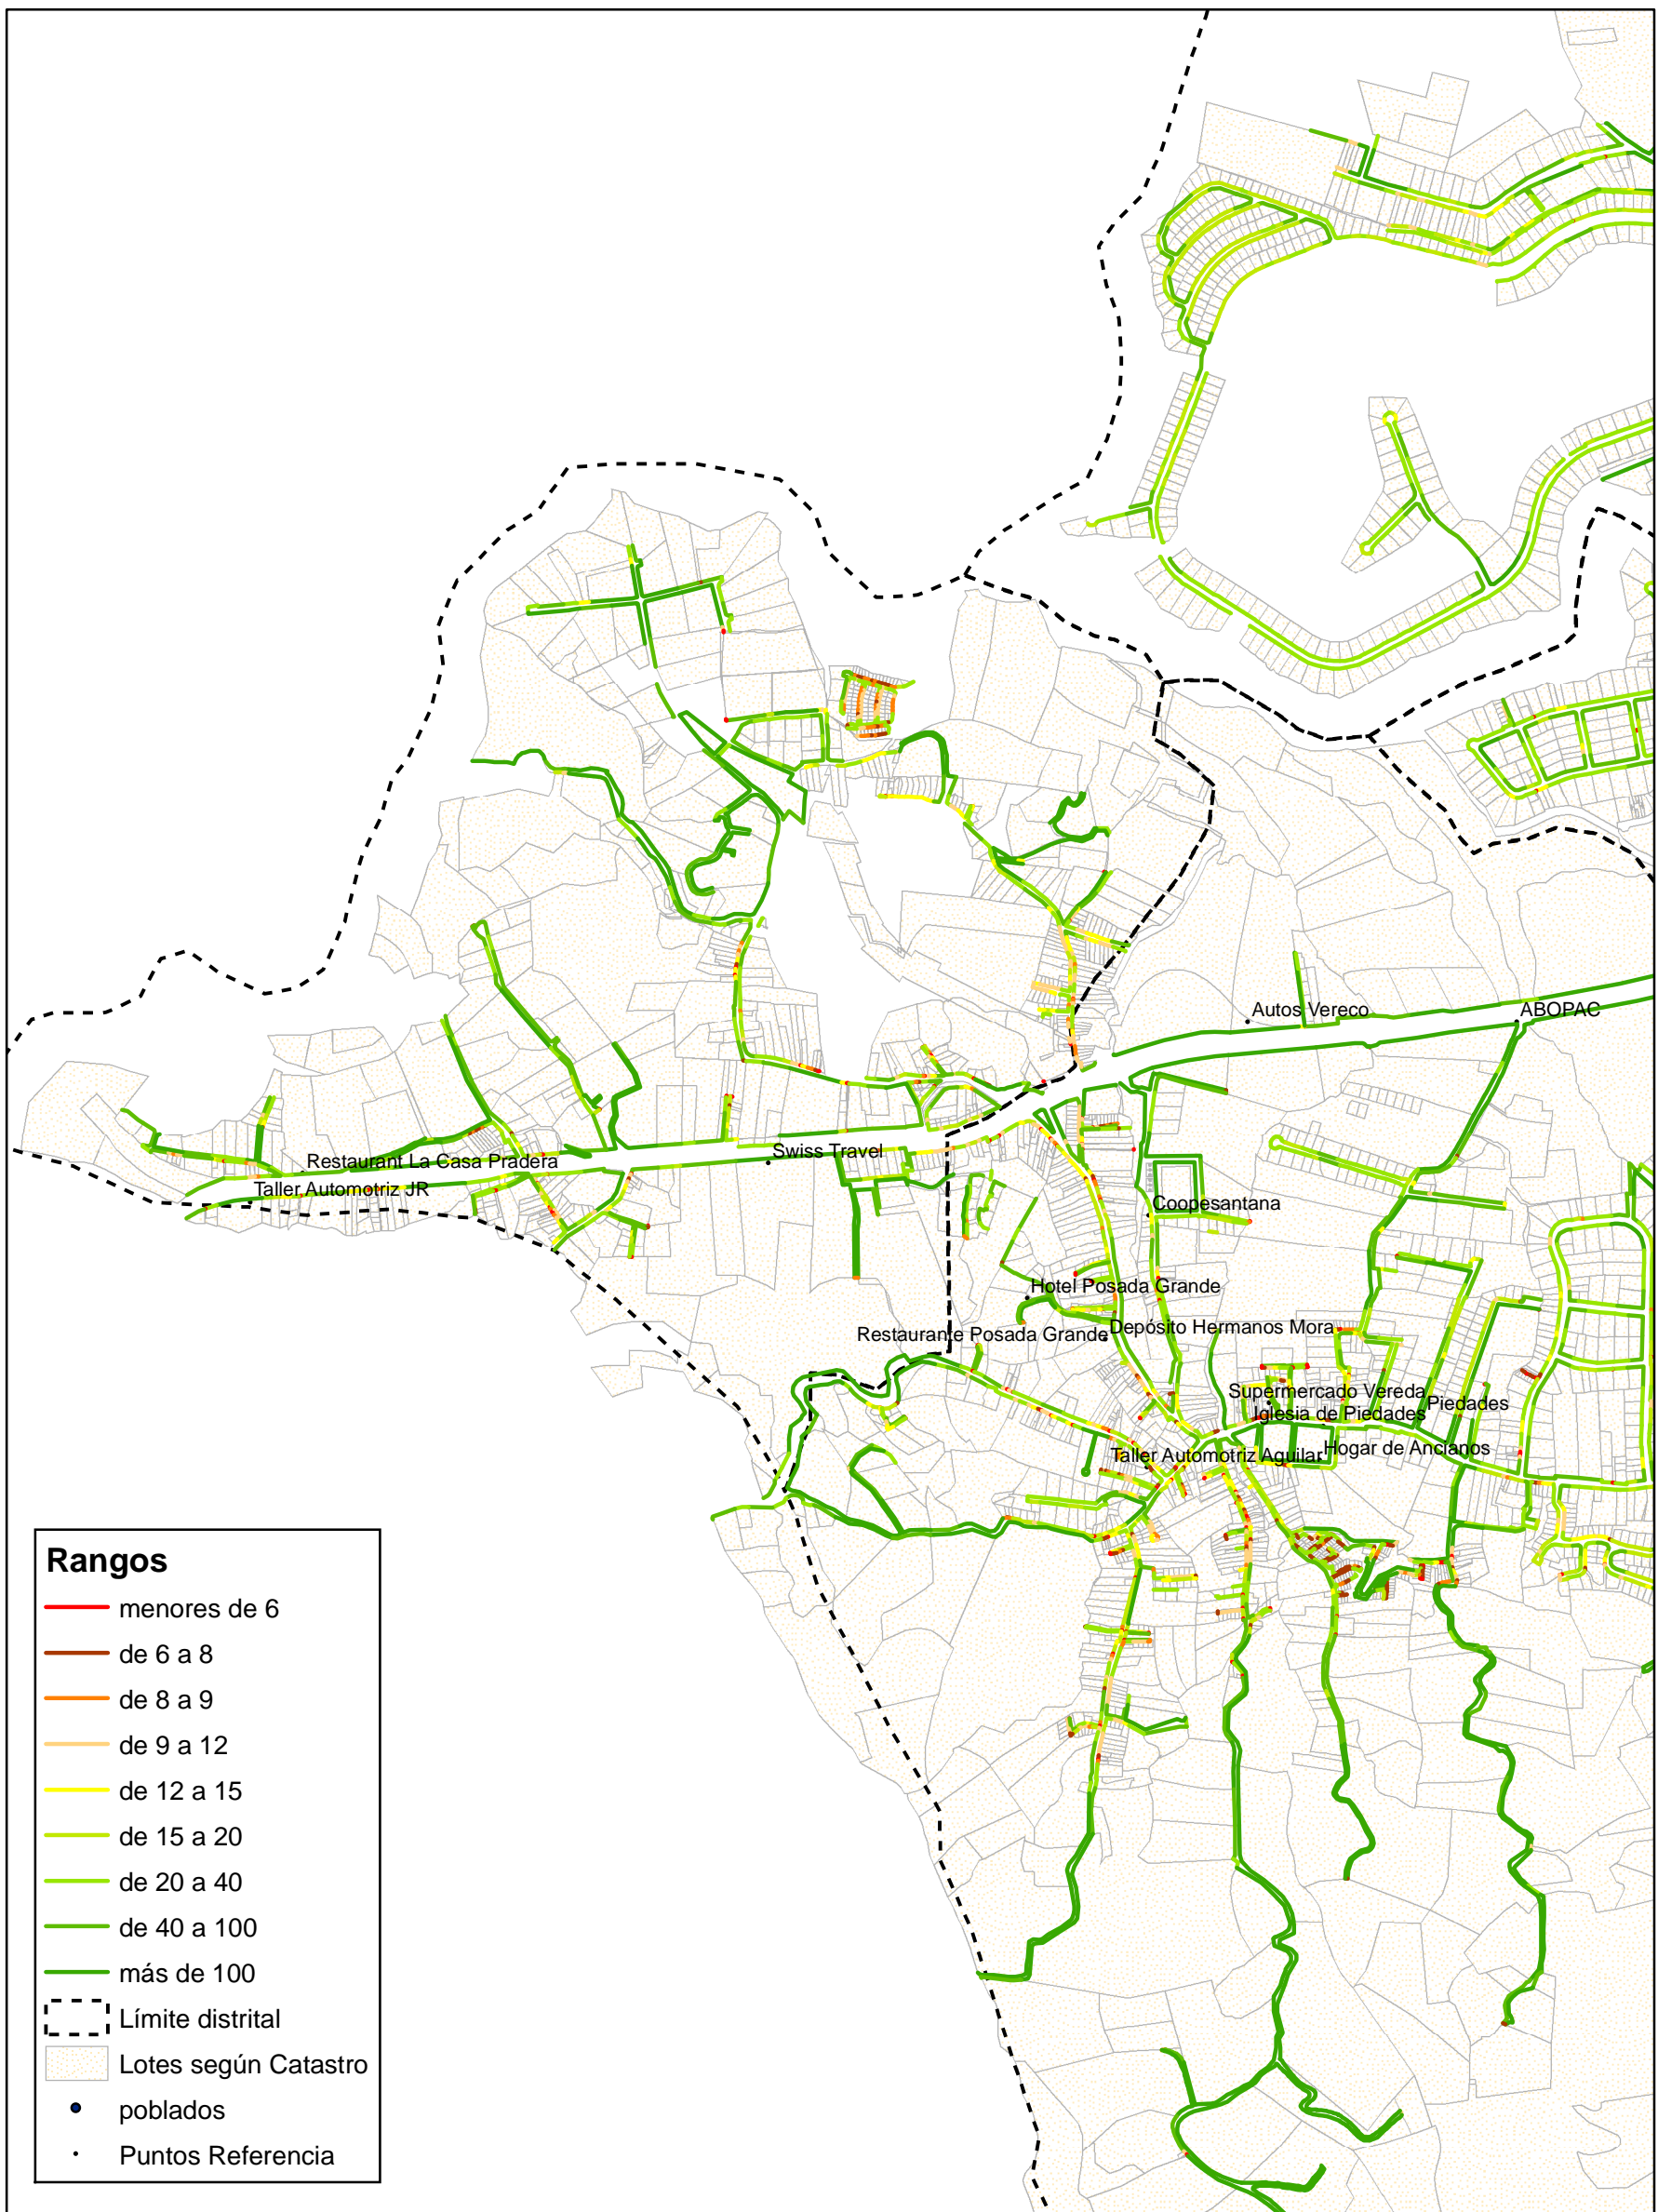 Autos Vereco
ABOPAC
Restaurant La Casa Pradera
Swiss Travel
Taller Automotriz JR
Coopesantana
Hotel Posada Grande
Restaurante Posada Grande
Depósito Hermanos Mora
Supermercado Vereda
Iglesia de Piedades
Piedades
Taller Automotriz Aguilar
Hogar de Ancianos
Rangos
menores de 6
de 6 a 8
de 8 a 9
de 9 a 12
de 12 a 15
de 15 a 20
de 20 a 40
de 40 a 100
más de 100
Límite distrital
Lotes según Catastro
poblados
Puntos Referencia